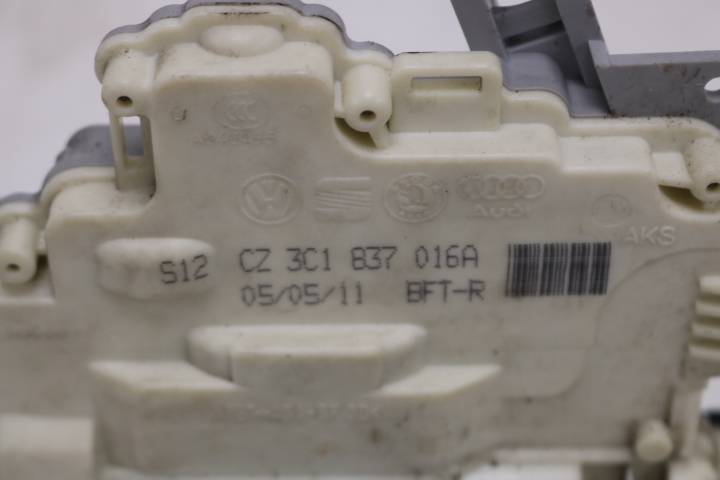 Audi
AKS
S12 CZ 3C1 837 016A
05/05/11 BFT-R